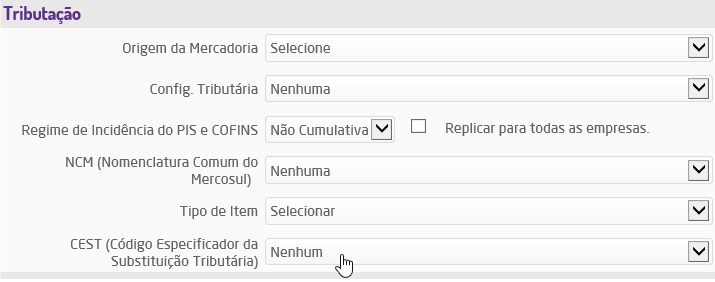 Tributação
Origem da Mercadoria Selecione
Config. Tributária Nenhuma
Regime de Incidência do PIS e COFINS Não Cumulativa Replicar para todas as empresas.
NCM (Nomenclatura Comum do
Mercosul) Nenhuma
Tipo de Item Selecionar
CEST (Código Especificador da
Substituição Tributária) Nenhum